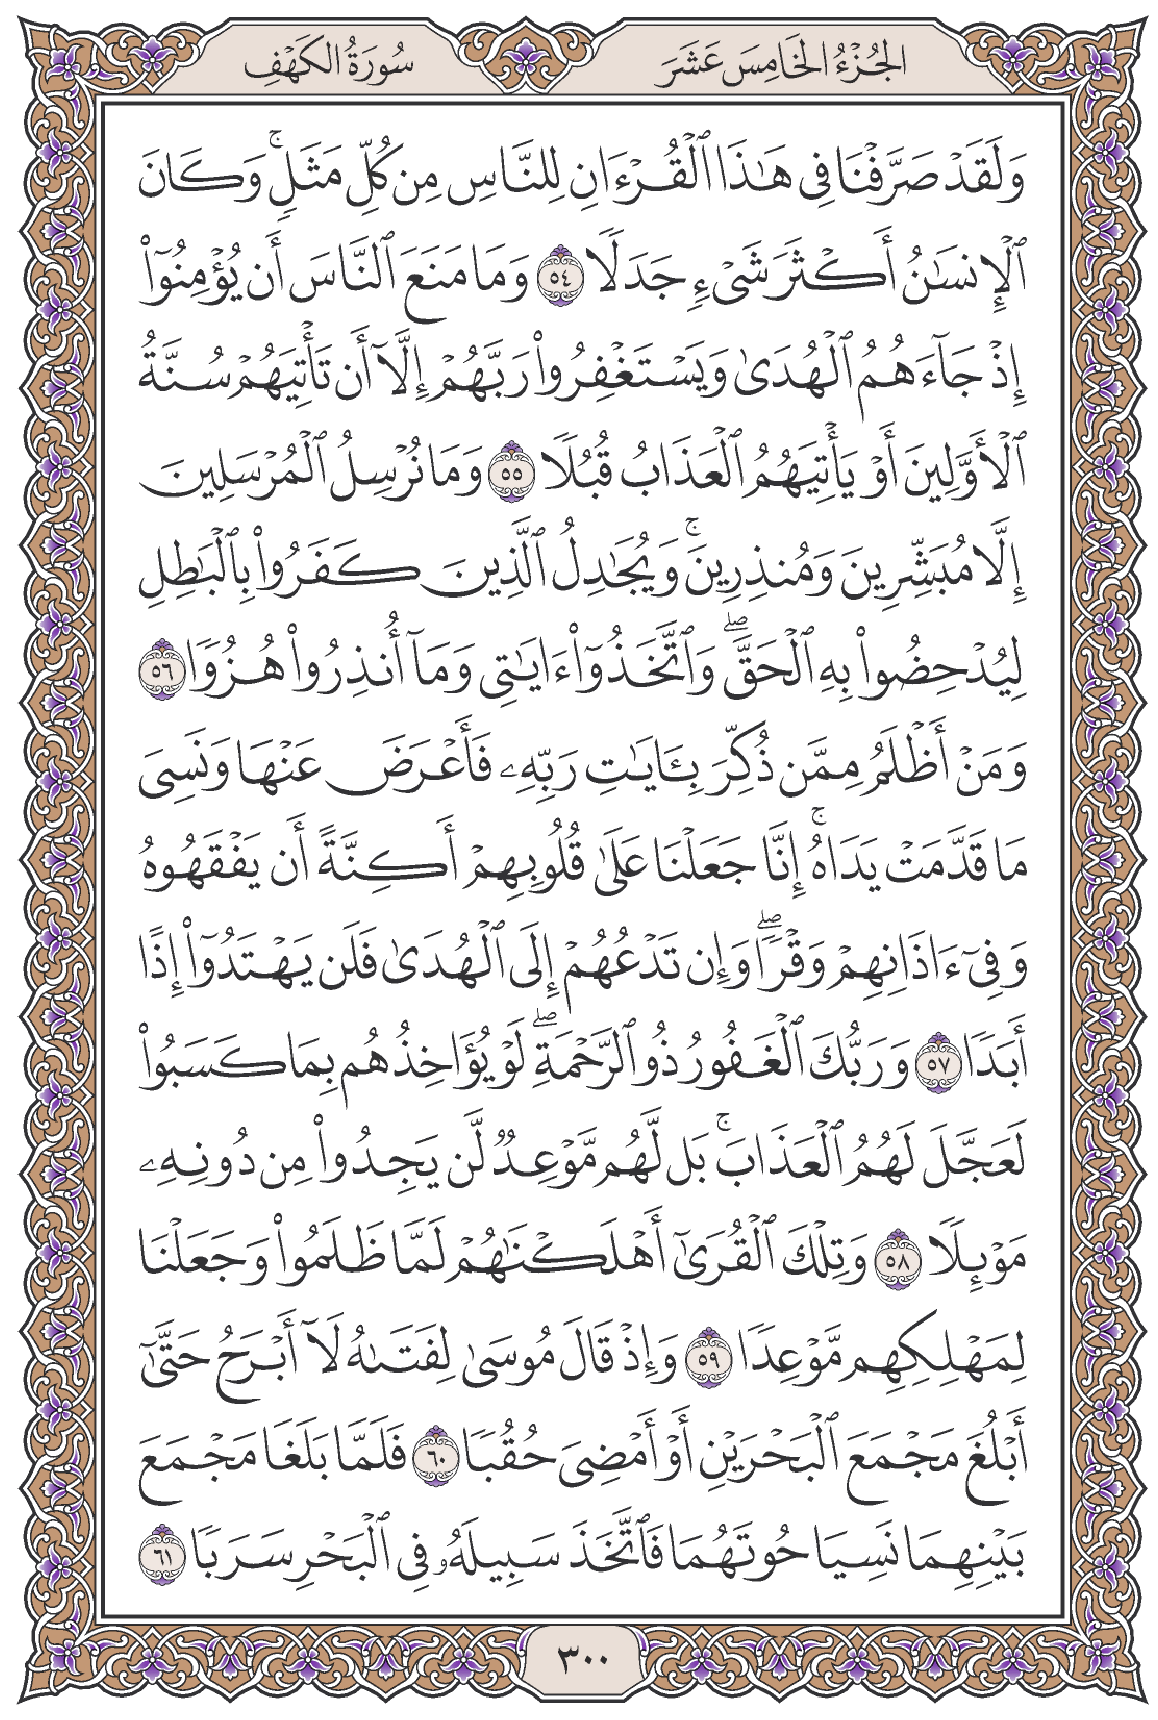 الجُزْءُ الخَامِسَ عَشَرَ
سُورَةُ الكَهْفِ
وَلَقَدْ صَرَّفْنَا فِى هَـٰذَا ٱلْقُرْءَانِ لِلنَّاسِ مِن كُلِّ مَثَلٍۢ ۚ وَكَانَ
ٱلْإِنسَـٰنُ أَكْثَرَ شَىْءٍۢ جَدَلًۭا ٥٤ وَمَا مَنَعَ ٱلنَّاسَ أَن يُؤْمِنُوٓا۟
إِذْ جَآءَهُمُ ٱلْهُدَىٰ وَيَسْتَغْفِرُوا۟ رَبَّهُمْ إِلَّآ أَن تَأْتِيَهُمْ سُنَّةُ
ٱلْأَوَّلِينَ أَوْ يَأْتِيَهُمُ ٱلْعَذَابُ قُبُلًۭا ٥٥ وَمَا نُرْسِلُ ٱلْمُرْسَلِينَ
إِلَّا مُبَشِّرِينَ وَمُنذِرِينَ ۚ وَيُجَـٰدِلُ ٱلَّذِينَ كَفَرُوا۟ بِٱلْبَـٰطِلِ
لِيُدْحِضُوا۟ بِهِ ٱلْحَقَّ ۖ وَٱتَّخَذُوٓا۟ ءَايَـٰتِى وَمَآ أُنذِرُوا۟ هُزُوًۭا ٥٦
وَمَنْ أَظْلَمُ مِمَّن ذُكِّرَ بِـَٔايَـٰتِ رَبِّهِۦ فَأَعْرَضَ عَنْهَا وَنَسِىَ
مَا قَدَّمَتْ يَدَاهُ ۚ إِنَّا جَعَلْنَا عَلَىٰ قُلُوبِهِمْ أَكِنَّةً أَن يَفْقَهُوهُ
وَفِىٓ ءَاذَانِهِمْ وَقْرًۭا ۖ وَإِن تَدْعُهُمْ إِلَى ٱلْهُدَىٰ فَلَن يَهْتَدُوٓا۟ إِذًا
أَبَدًۭا ٥٧ وَرَبُّكَ ٱلْغَفُورُ ذُو ٱلرَّحْمَةِ ۖ لَوْ يُؤَاخِذُهُم بِمَا كَسَبُوا۟
لَعَجَّلَ لَهُمُ ٱلْعَذَابَ ۚ بَل لَّهُم مَّوْعِدٌۭ لَّن يَجِدُوا۟ مِن دُونِهِۦ
مَوْئِلًۭا ٥٨ وَتِلْكَ ٱلْقُرَىٰٓ أَهْلَكْنَـٰهُمْ لَمَّا ظَلَمُوا۟ وَجَعَلْنَا
لِمَهْلِكِهِم مَّوْعِدًۭا ٥٩ وَإِذْ قَالَ مُوسَىٰ لِفَتَىٰهُ لَآ أَبْرَحُ حَتَّىٰٓ
أَبْلُغَ مَجْمَعَ ٱلْبَحْرَيْنِ أَوْ أَمْضِىَ حُقُبًۭا ٦٠ فَلَمَّا بَلَغَا مَجْمَعَ
بَيْنِهِمَا نَسِيَا حُوتَهُمَا فَٱتَّخَذَ سَبِيلَهُۥ فِى ٱلْبَحْرِ سَرَبًۭا ٦١
٣٠٠